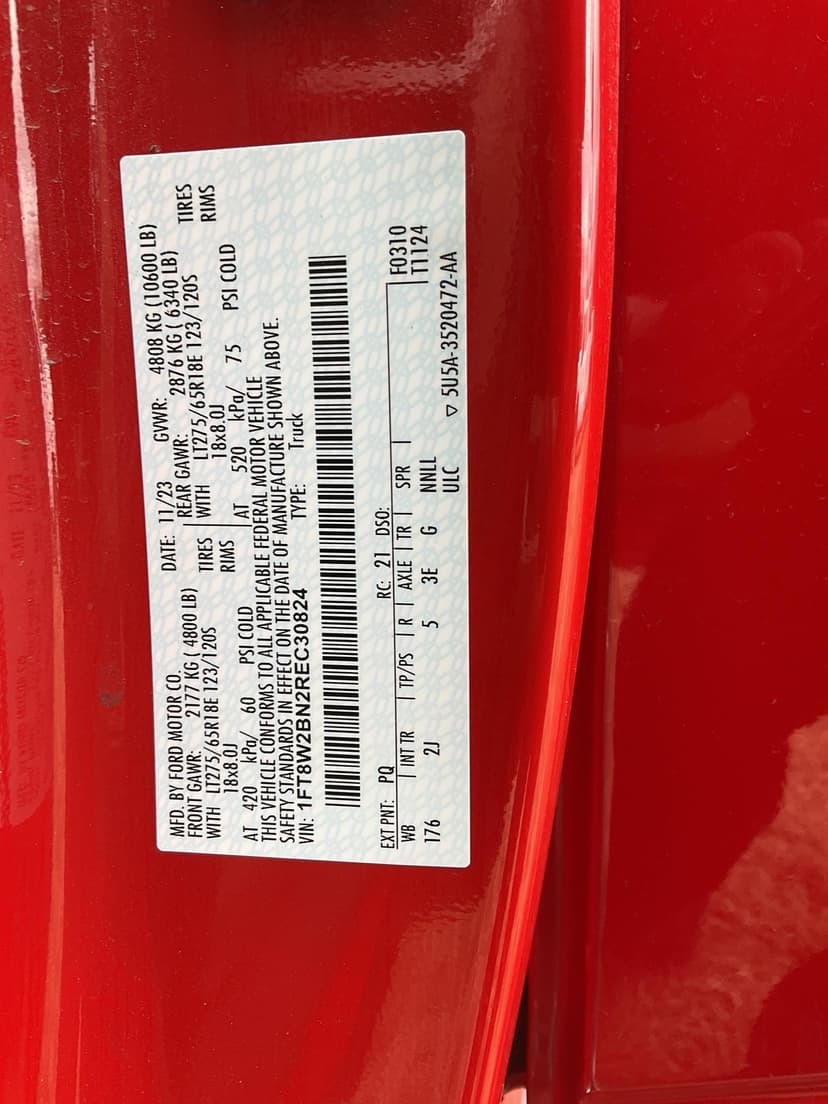 MFD. BY FORD MOTOR CO.
DATE: 11/23 GVWR: 4808 KG (10600 LB)
FRONT GAWR: 2177 KG ( 4800 LB) REAR GAWR: 2876 KG ( 6340 LB)
WITH LT275/65R18E 123/120S TIRES WITH LT275/65R18E 123/120S TIRES
18x8.0J RIMS 18x8.0J RIMS
AT 420 kPa/ 60 PSI COLD AT 520 kPa/ 75 PSI COLD
THIS VEHICLE CONFORMS TO ALL APPLICABLE FEDERAL MOTOR VEHICLE
SAFETY STANDARDS IN EFFECT ON THE DATE OF MANUFACTURE SHOWN ABOVE.
VIN: 1FT8W2BN2REC30824 TYPE: Truck
EXT PNT: PQ RC: 21 DSO: F0310
WB INT TR TP/PS R AXLE TR SPR T1124
176 2J 5 3E G NNLL
ULC ▽ 5U5A-3520472-AA